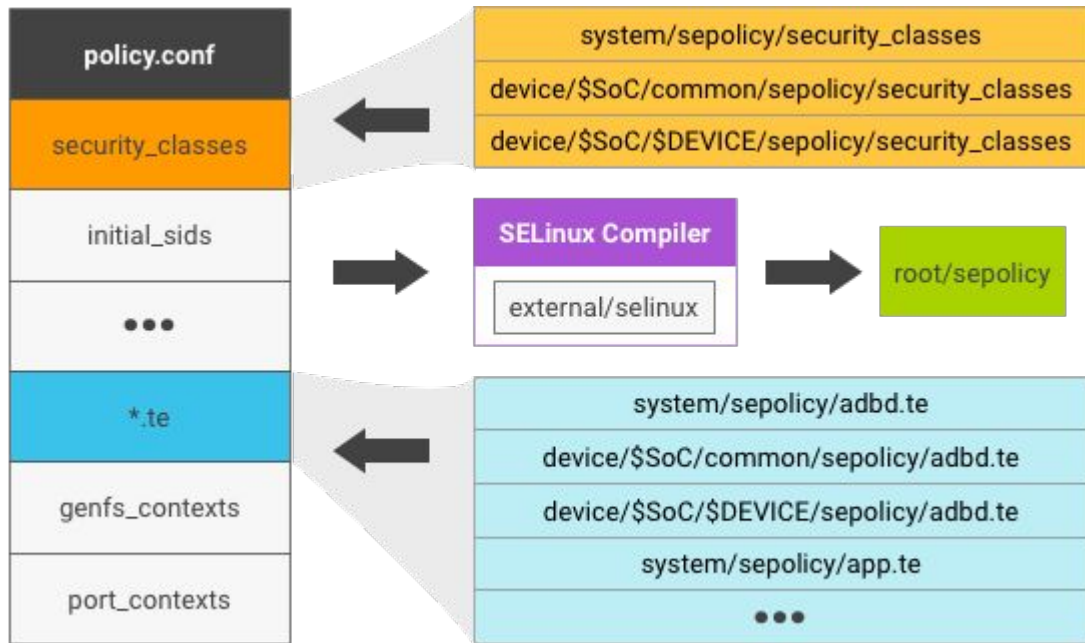 policy.conf
security_classes
initial_sids
•••
*.te
genfs_contexts
port_contexts
system/sepolicy/security_classes
device/$SoC/common/sepolicy/security_classes
device/$SoC/$DEVICE/sepolicy/security_classes
SELinux Compiler
external/selinux
root/sepolicy
system/sepolicy/adbd.te
device/$SoC/common/sepolicy/adbd.te
device/$SoC/$DEVICE/sepolicy/adbd.te
system/sepolicy/app.te
•••